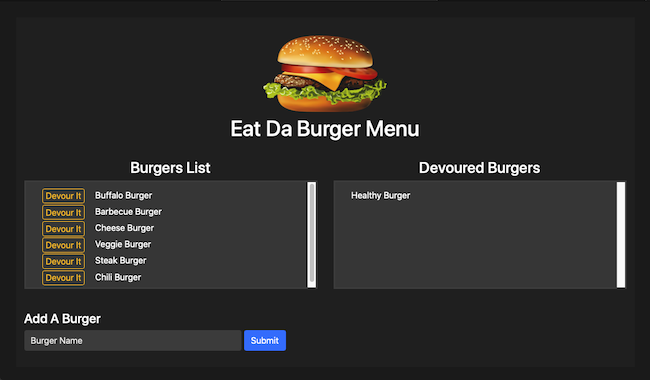 Eat Da Burger Menu
Burgers List
Devour It Buffalo Burger
Devour It Barbecue Burger
Devour It Cheese Burger
Devour It Veggie Burger
Devour It Steak Burger
Devour It Chili Burger
Devoured Burgers
Healthy Burger
Add A Burger
Burger Name Submit